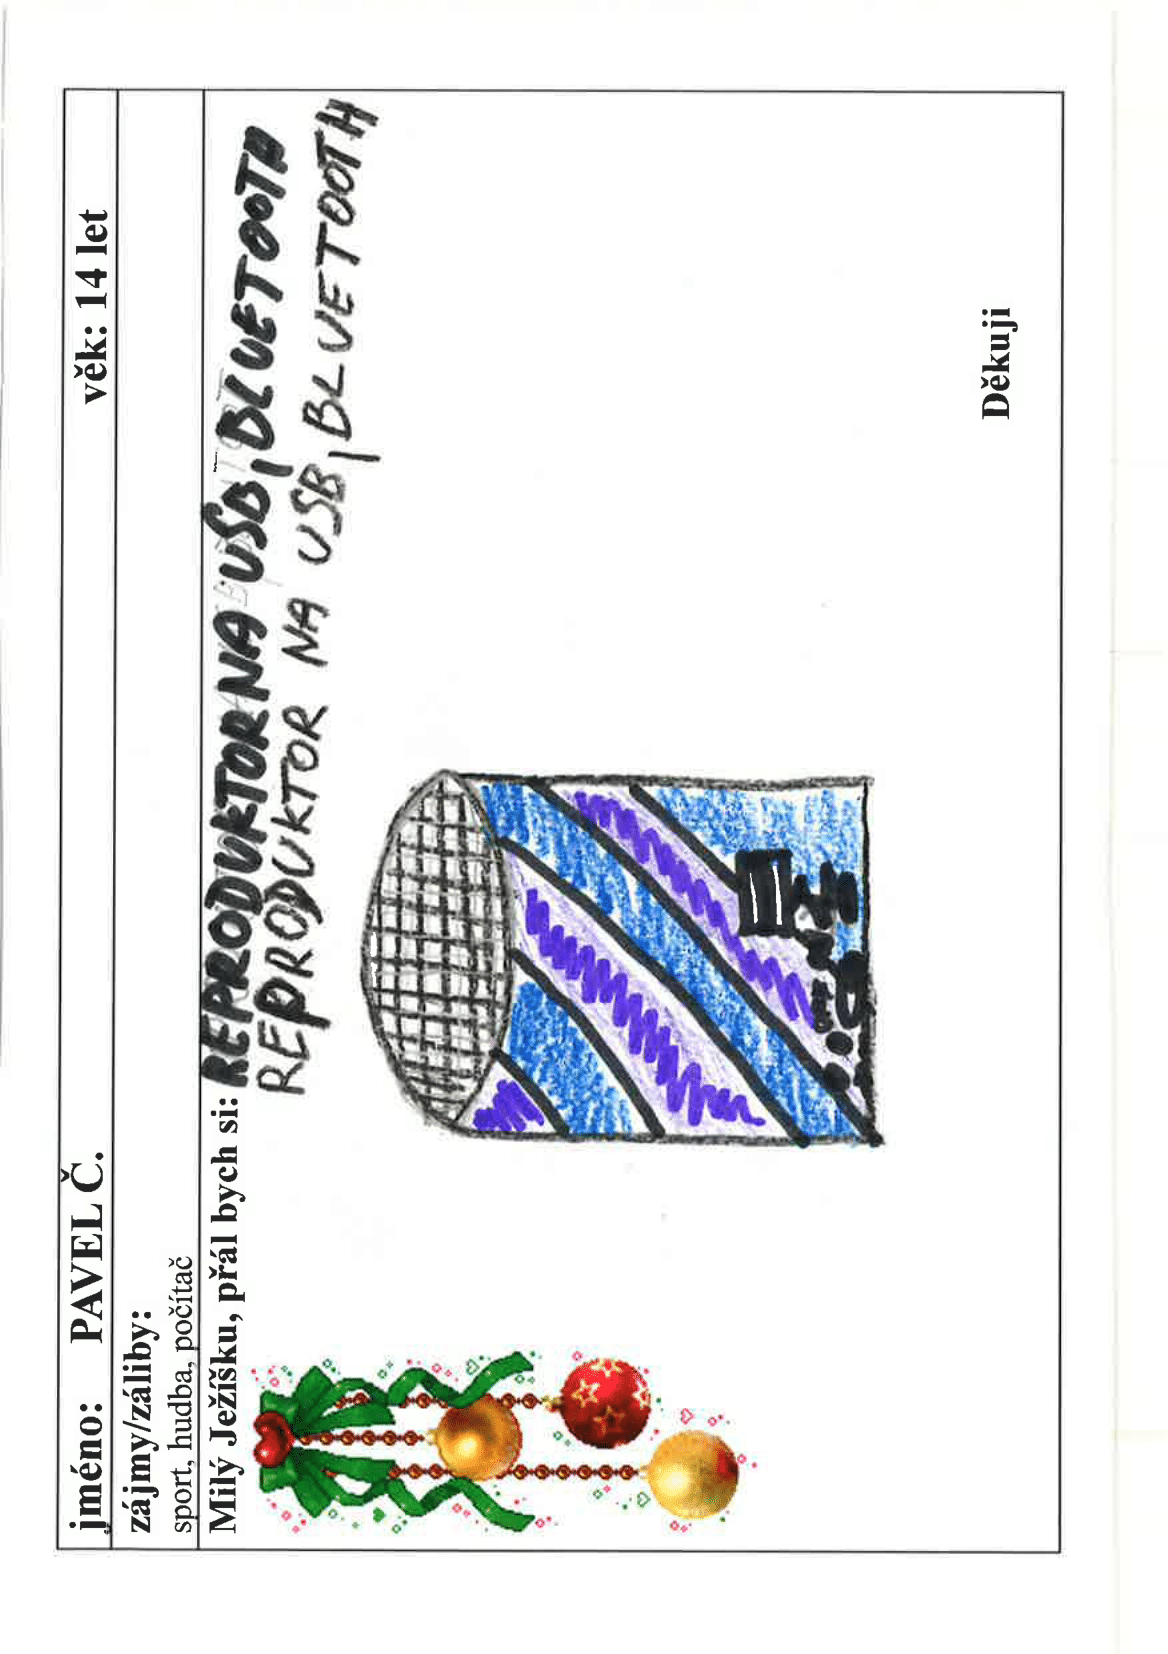 jméno: PAVEL Č. věk: 14 let
zájmy/záliby:
sport, hudba, počítač
Milý Ježíšku, přál bych si: REPRODUKTOR NA USB, BLUETOOTH
REPRODUKTOR NA USB, BLUETOOTH
Děkuji